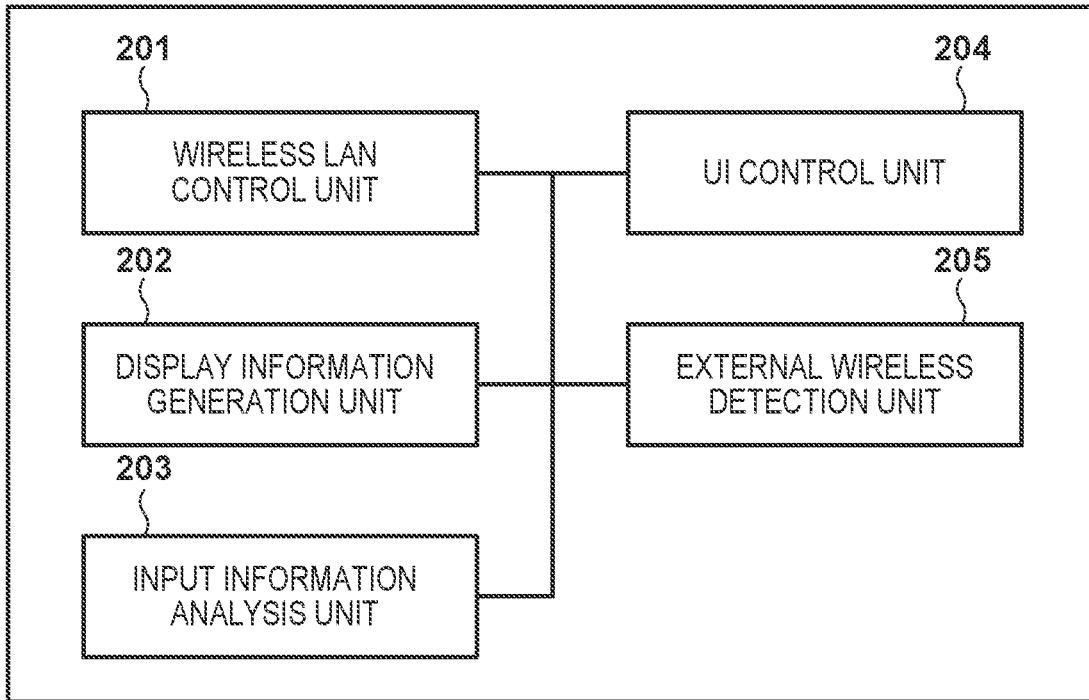 201
WIRELESS LAN
CONTROL UNIT
202
DISPLAY INFORMATION
GENERATION UNIT
203
INPUT INFORMATION
ANALYSIS UNIT
204
UI CONTROL UNIT
205
EXTERNAL WIRELESS
DETECTION UNIT